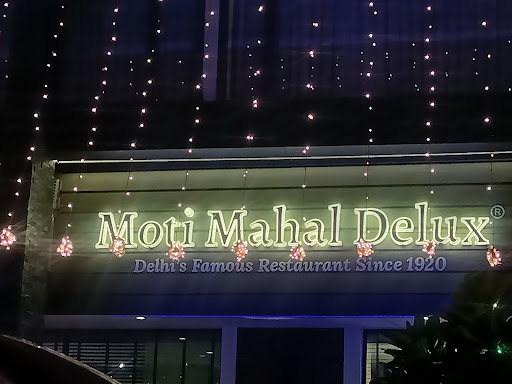 Moti Mahal Delux®
Delhi's Famous Restaurant Since 1920